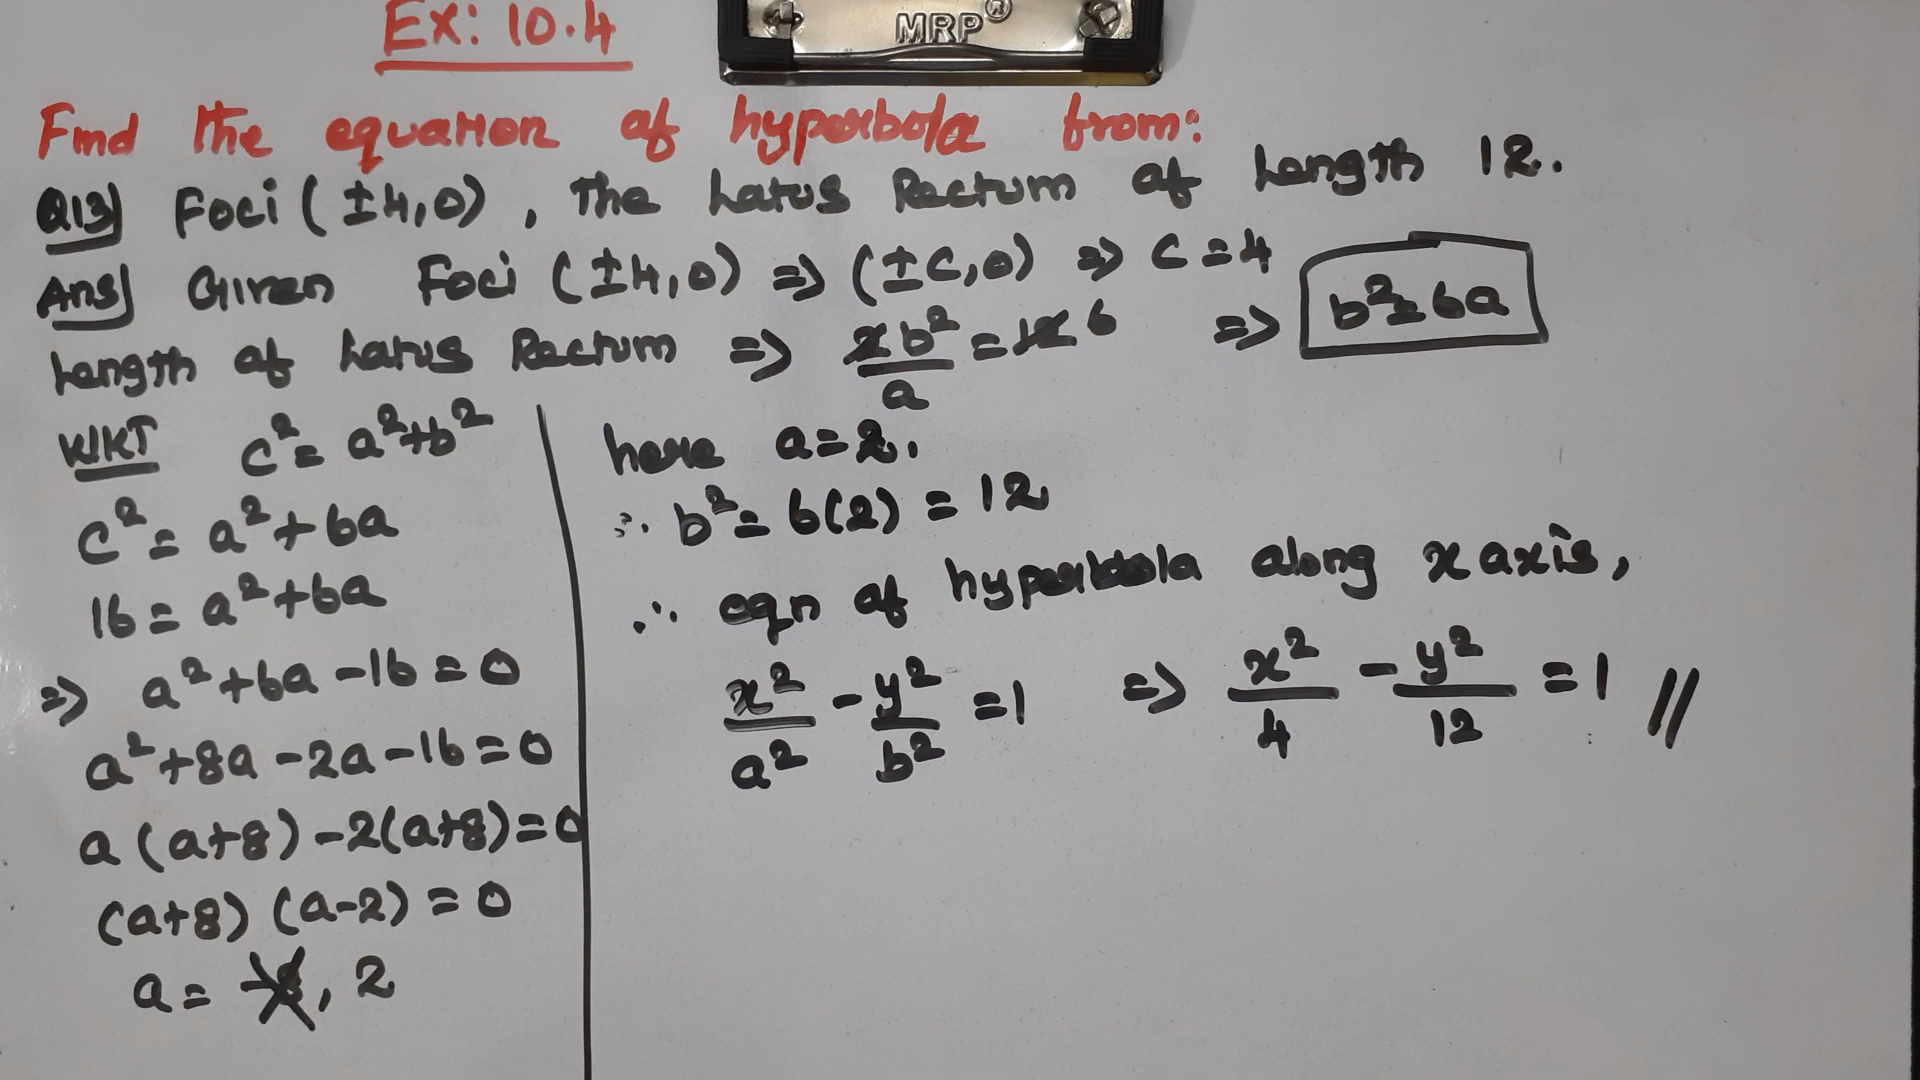 EX: 10.4
MRP®
Find the equation of hyperbola from:
Q13) Foci (±4,0), The Latus Rectum of Length 12.
Ans) Given Foci (±4,0) => (±C,0) => C=4
Length of Latus Rectum => 2b²/a = 12 6 => b²=6a
WKT C² = a²+b²
C² = a²+6a
16 = a²+6a
=> a²+6a-16=0
a²+8a-2a-16=0
a(a+8)-2(a+8)=0
(a+8)(a-2)=0
a= -8, 2
here a=2.
∴ b²= 6(2) = 12
∴ eqn of hyperbola along x axis,
x²/a² - y²/b² =1 => x²/4 - y²/12 =1 //